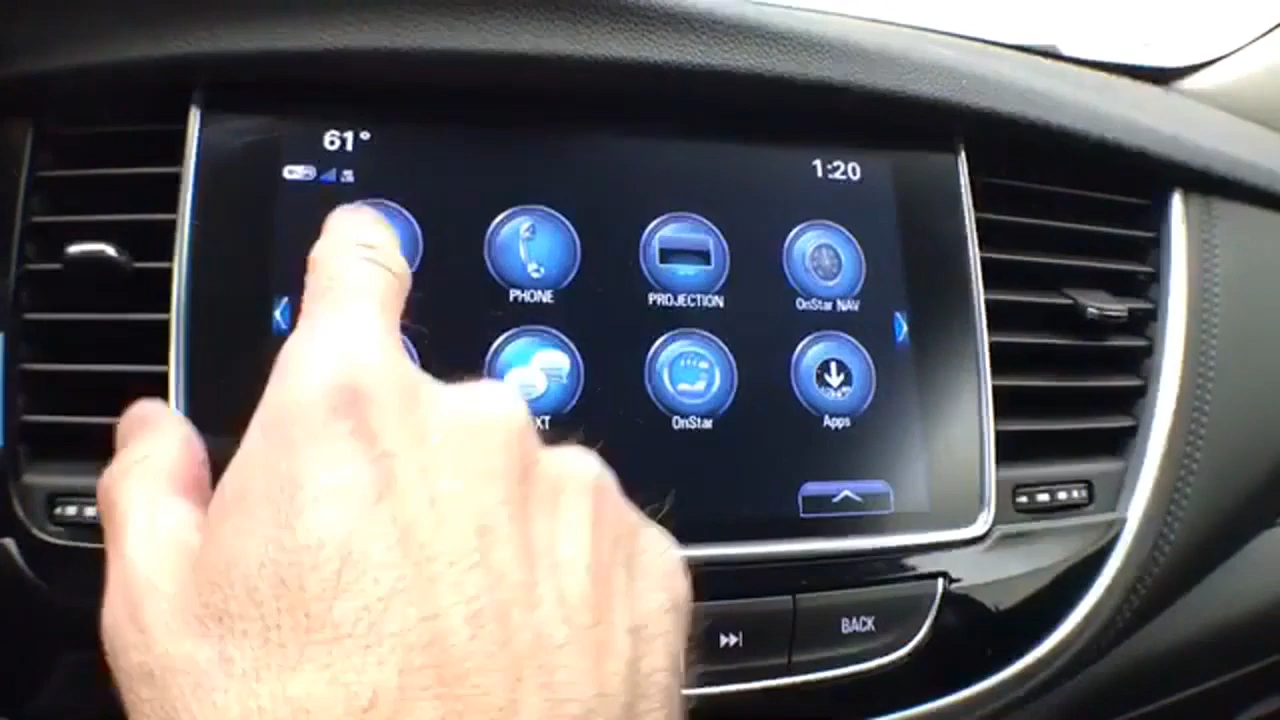 61°
1:20
PHONE
PROJECTION
OnStar NAV
XT
OnStar
Apps
BACK